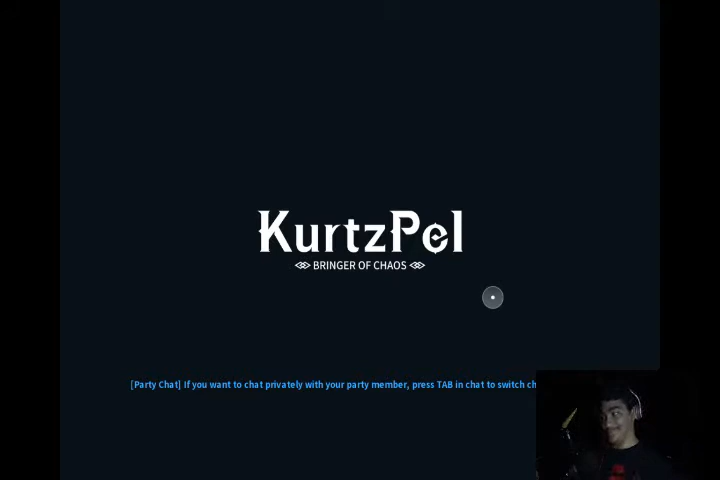 KurtzPel
BRINGER OF CHAOS
[Party Chat] If you want to chat privately with your party member, press TAB in chat to switch ch